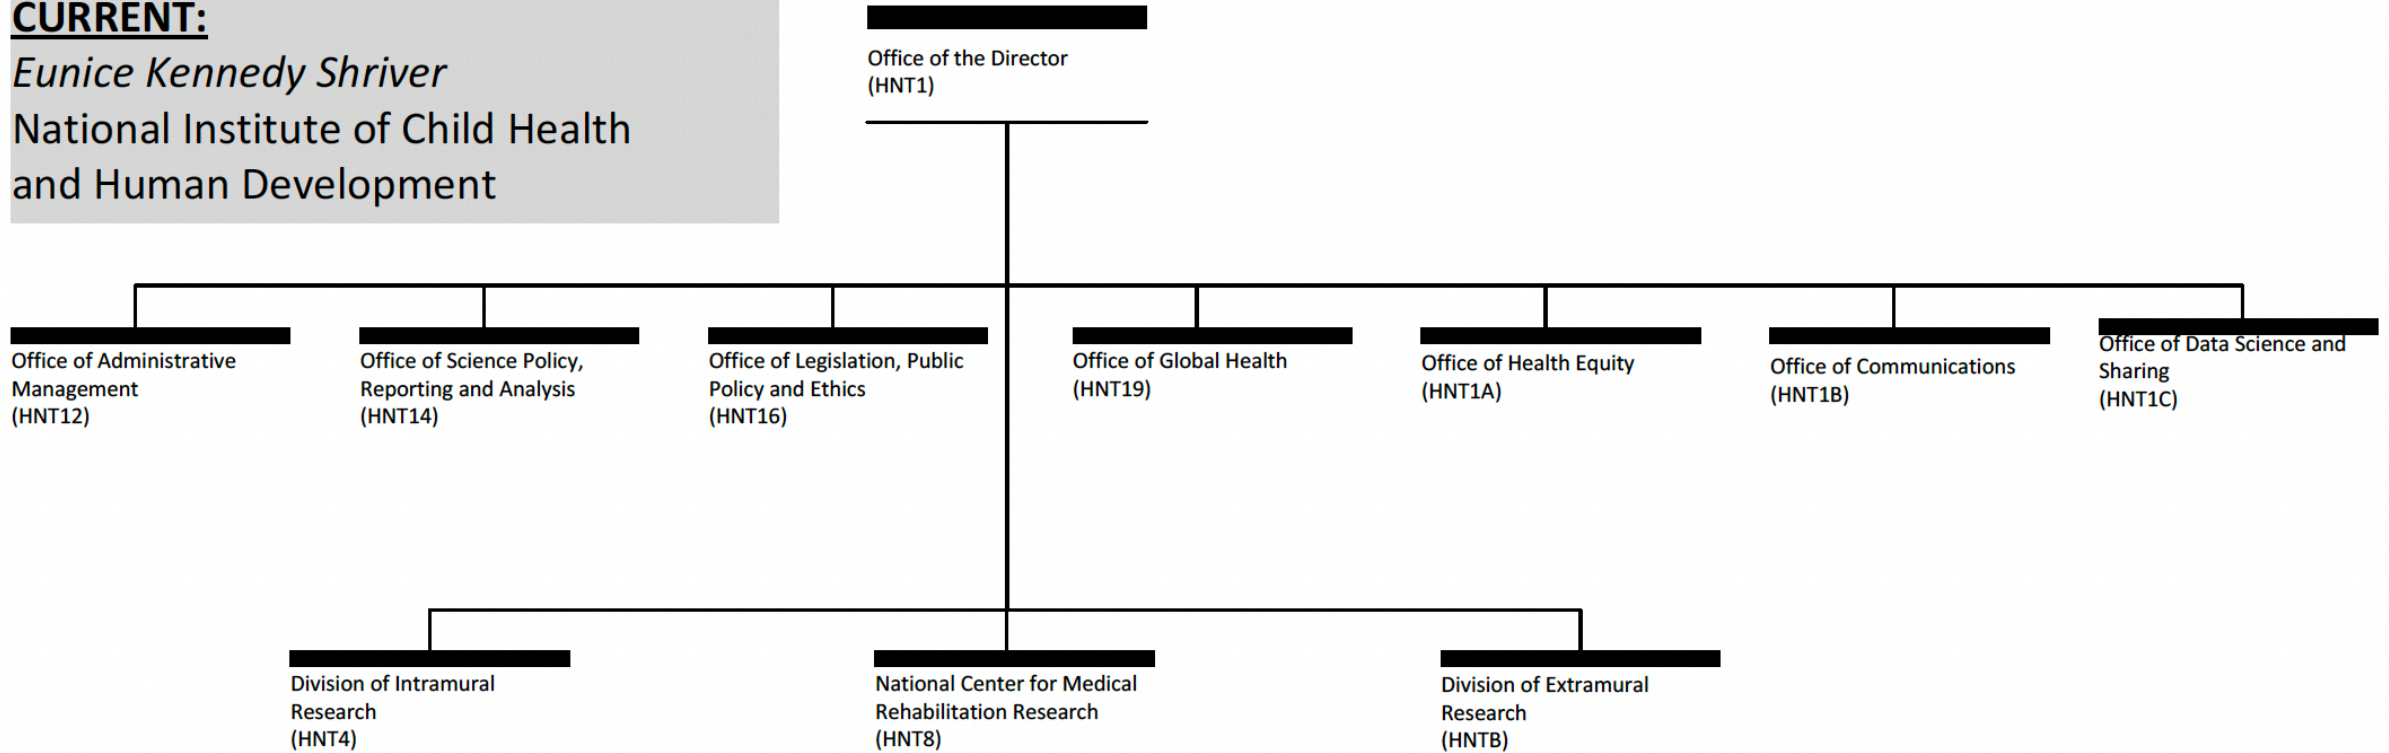 CURRENT:
Eunice Kennedy Shriver
National Institute of Child Health
and Human Development
Office of the Director
(HNT1)
Office of Administrative
Management
(HNT12)
Office of Science Policy,
Reporting and Analysis
(HNT14)
Office of Legislation, Public
Policy and Ethics
(HNT16)
Office of Global Health
(HNT19)
Office of Health Equity
(HNT1A)
Office of Communications
(HNT1B)
Office of Data Science and
Sharing
(HNT1C)
Division of Intramural
Research
(HNT4)
National Center for Medical
Rehabilitation Research
(HNT8)
Division of Extramural
Research
(HNTB)